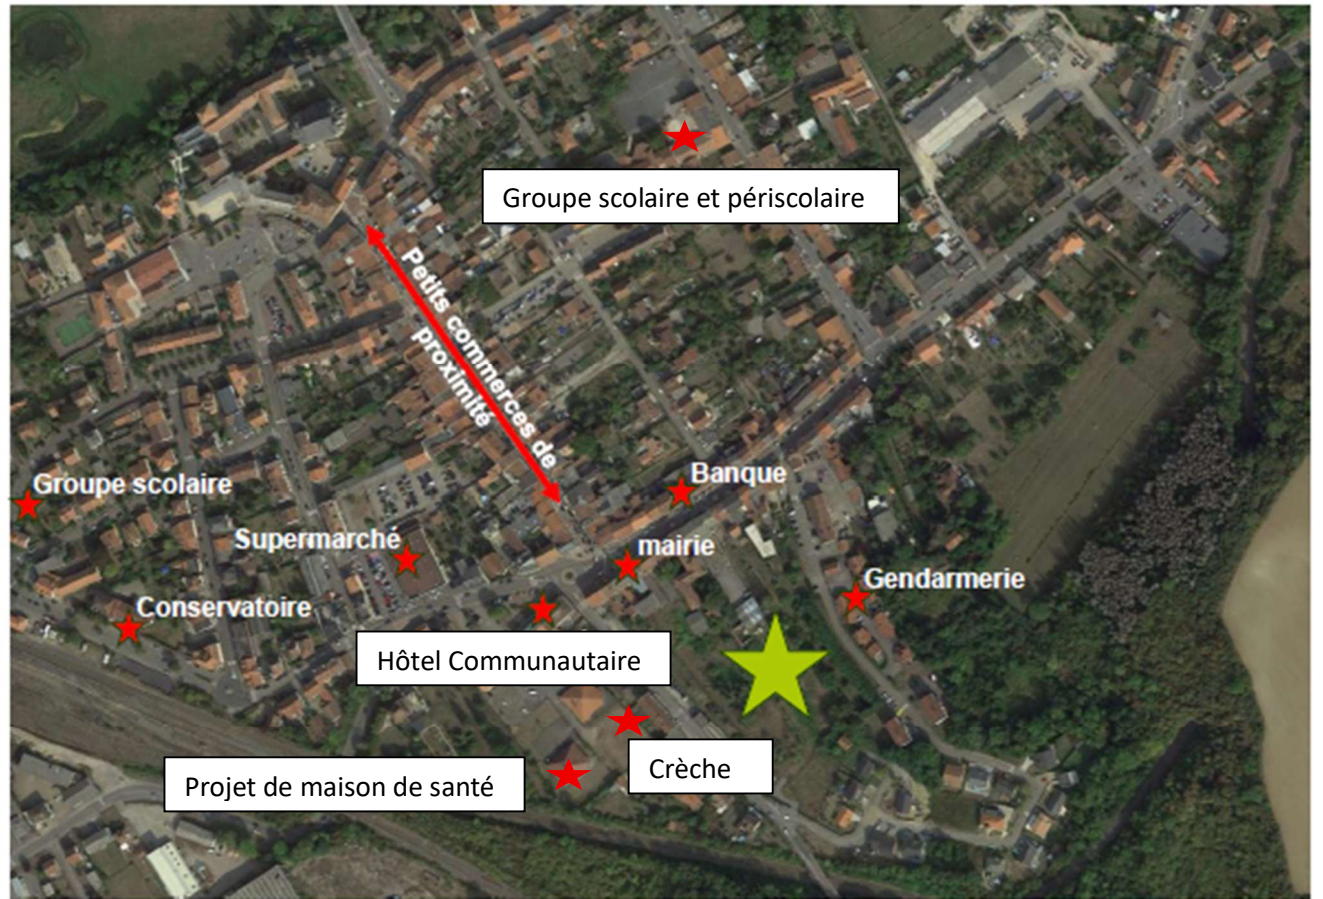 Groupe scolaire et périscolaire
Petits commerces de
proximité
Banque
Groupe scolaire
Supermarché
mairie
Gendarmerie
Conservatoire
Hôtel Communautaire
Crèche
Projet de maison de santé